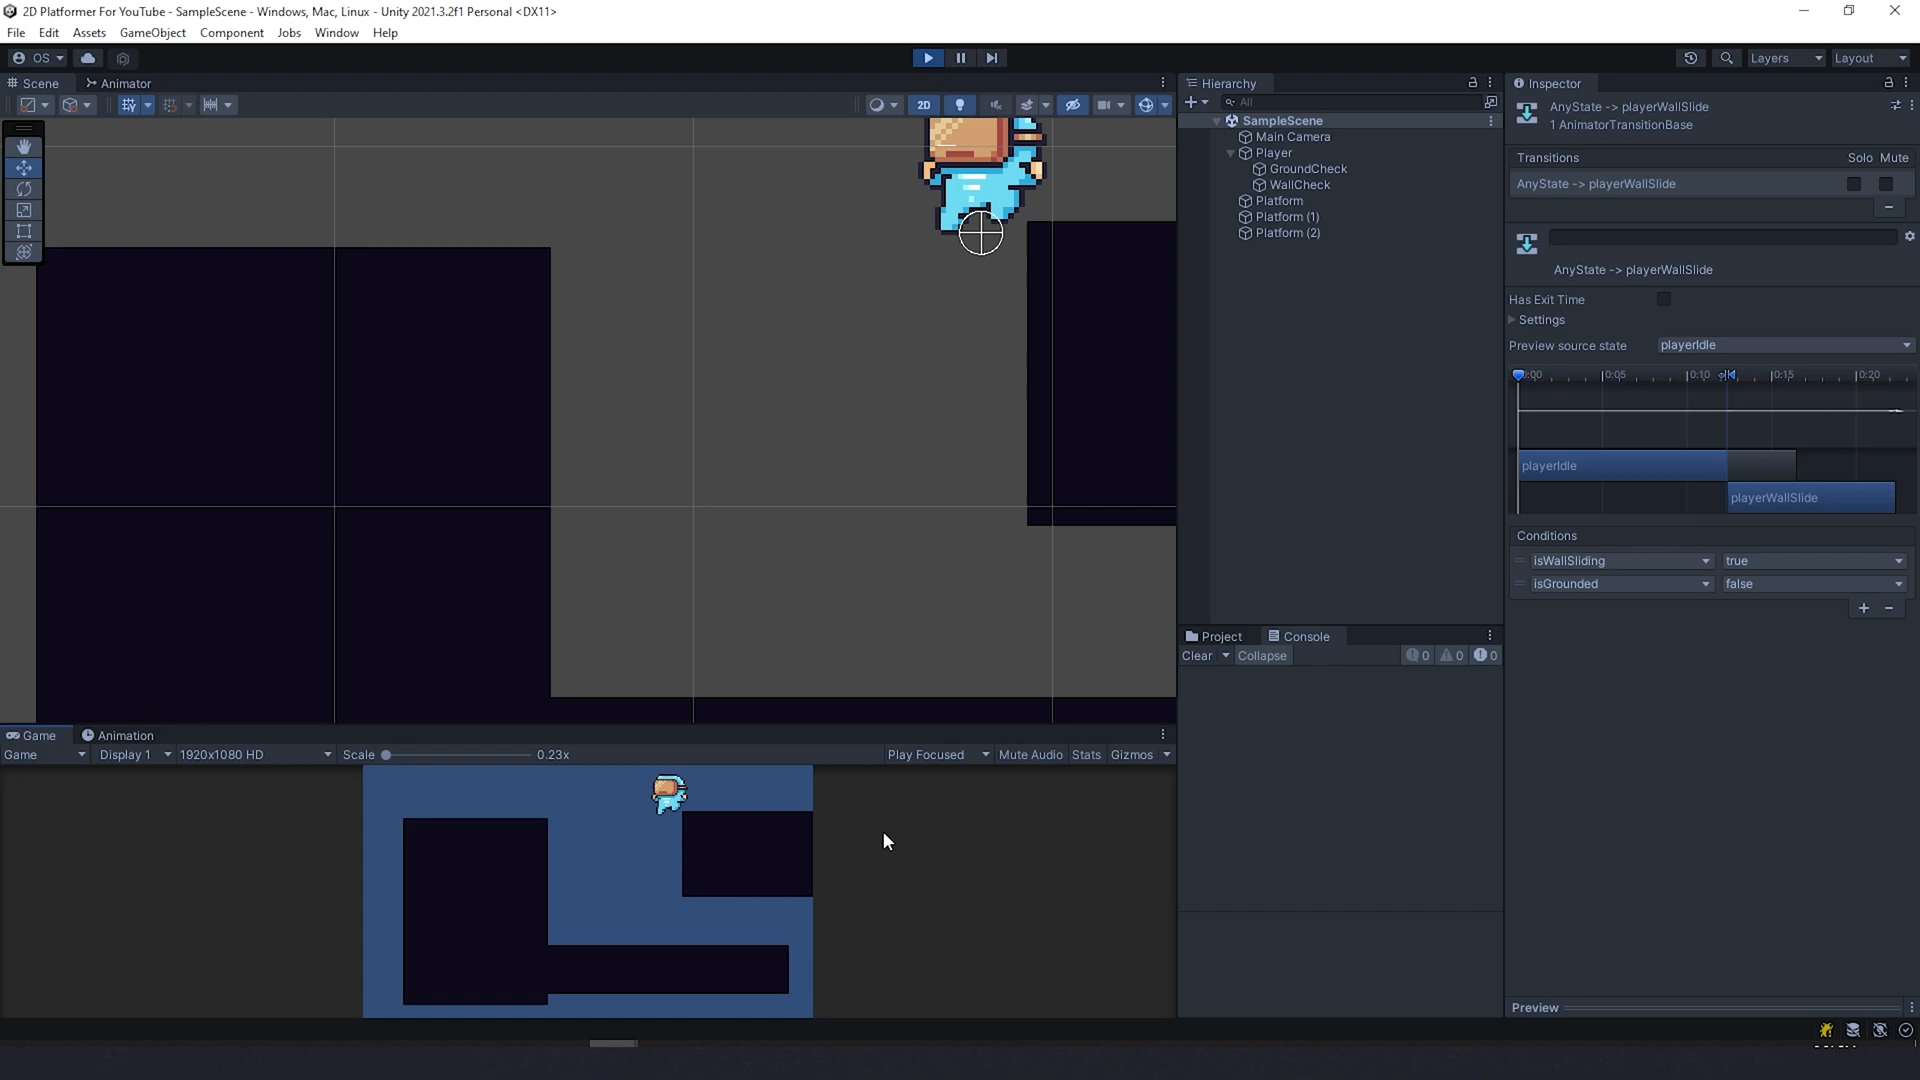 2D Platformer For YouTube - SampleScene - Windows, Mac, Linux - Unity 2021.3.2f1 Personal <DX11>
File Edit Assets GameObject Component Jobs Window Help
OS
Layers
Layout
Scene
Animator
2D
Hierarchy
All
SampleScene
Main Camera
Player
GroundCheck
WallCheck
Platform
Platform (1)
Platform (2)
Inspector
AnyState -> playerWallSlide
1 AnimatorTransitionBase
Transitions Solo Mute
AnyState -> playerWallSlide
AnyState -> playerWallSlide
Has Exit Time
Settings
Preview source state playerIdle
0:00 0:05 0:10 0:15 0:20
playerIdle
playerWallSlide
Conditions
isWallSliding true
isGrounded false
Project
Console
Clear
Collapse
0 0 0
Game
Animation
Game Display 1 1920x1080 HD Scale 0.23x
Play Focused Mute Audio Stats Gizmos
Preview